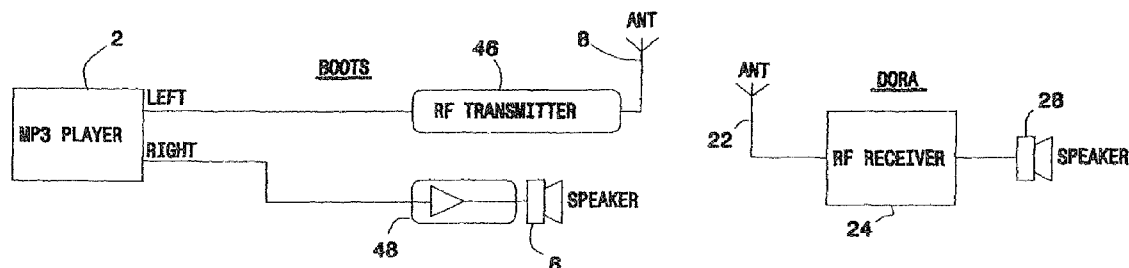 2
BOOTS
46
8
ANT
LEFT
RF TRANSMITTER
MP3 PLAYER
RIGHT
SPEAKER
48
6
ANT
DORA
28
22
RF RECEIVER
SPEAKER
24